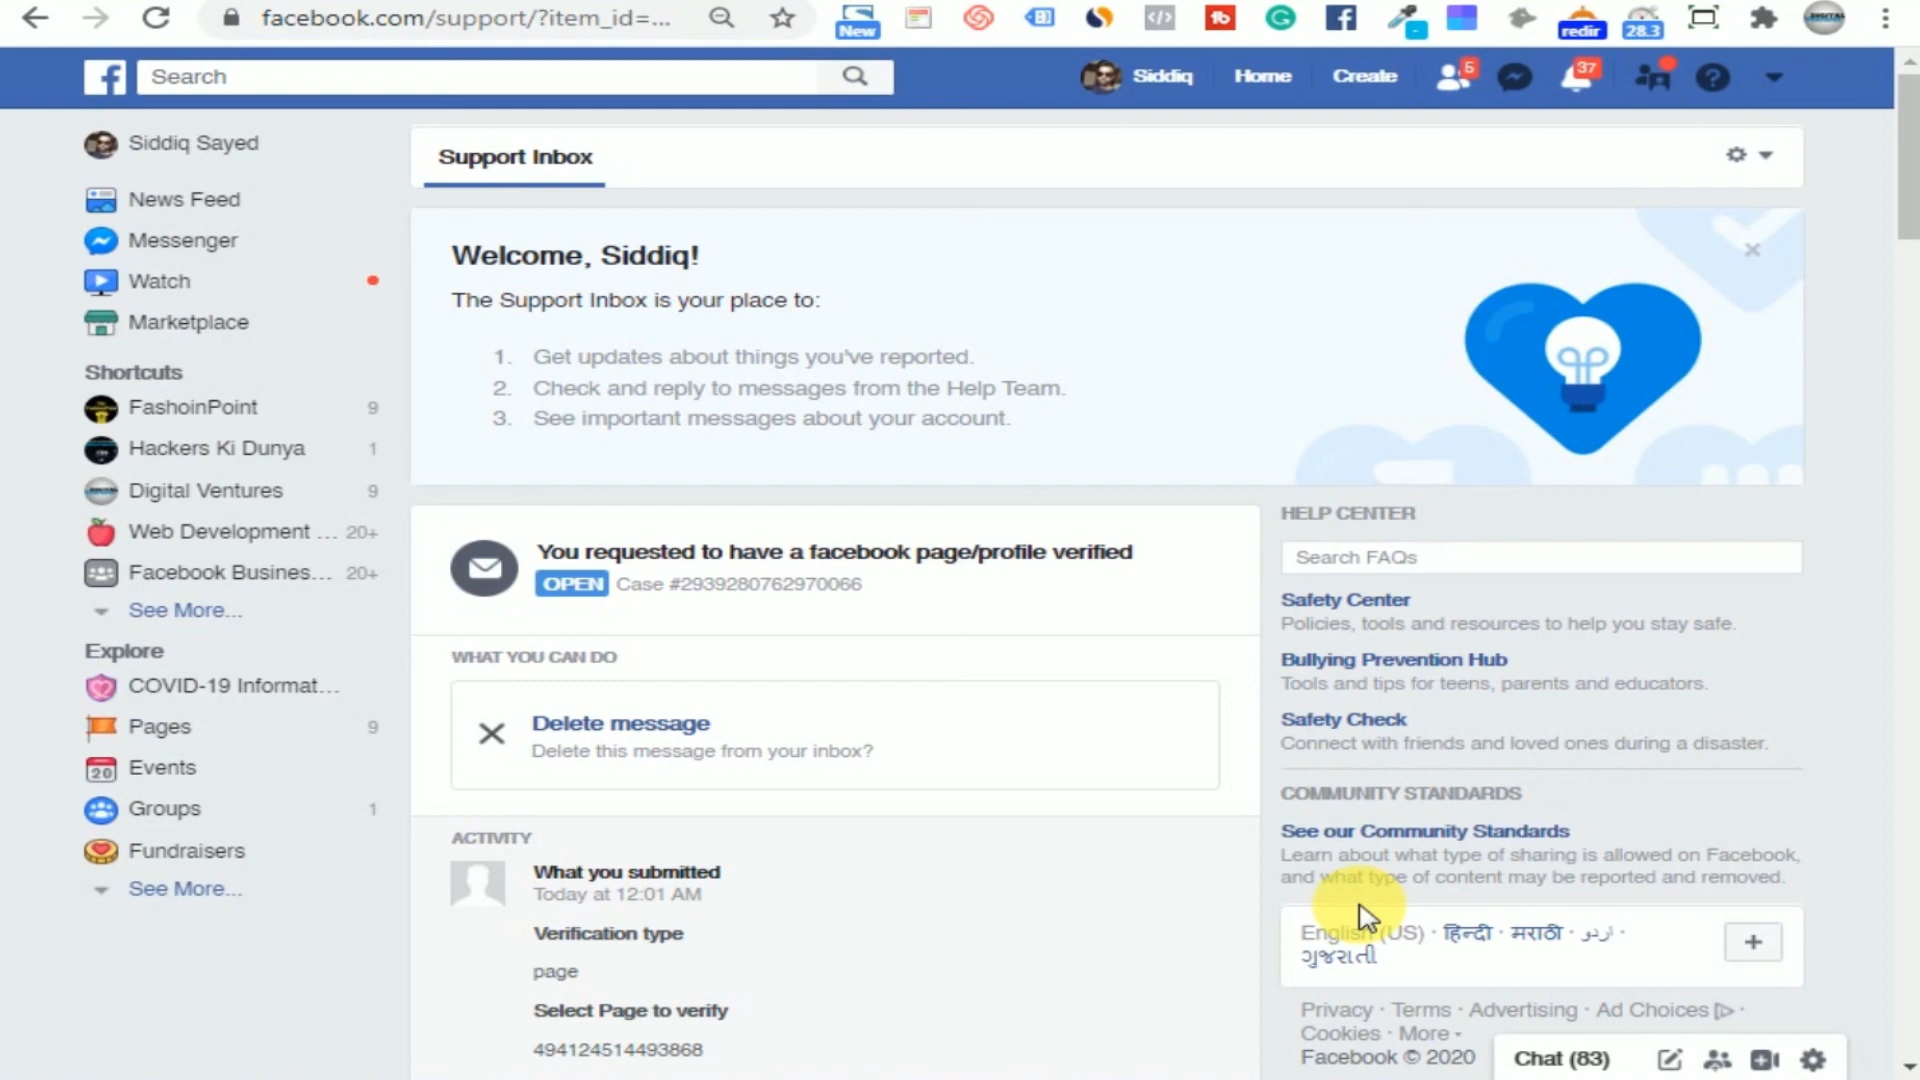 facebook.com/support/?item_id=...
New
redir
28.3
Search
Siddiq
Home
Create
5
37
Siddiq Sayed
News Feed
Messenger
Watch
Marketplace
Shortcuts
FashoinPoint 9
Hackers Ki Dunya 1
Digital Ventures 9
Web Development ... 20+
Facebook Busines... 20+
See More...
Explore
COVID-19 Informat...
Pages 9
20
Events
Groups 1
Fundraisers
See More...
Support Inbox
Welcome, Siddiq!
The Support Inbox is your place to:
1. Get updates about things you've reported.
2. Check and reply to messages from the Help Team.
3. See important messages about your account.
You requested to have a facebook page/profile verified
OPEN Case #2939280762970066
WHAT YOU CAN DO
Delete message
Delete this message from your inbox?
ACTIVITY
What you submitted
Today at 12:01 AM
Verification type
page
Select Page to verify
494124514493868
HELP CENTER
Search FAQs
Safety Center
Policies, tools and resources to help you stay safe.
Bullying Prevention Hub
Tools and tips for teens, parents and educators.
Safety Check
Connect with friends and loved ones during a disaster.
COMMUNITY STANDARDS
See our Community Standards
Learn about what type of sharing is allowed on Facebook,
and what type of content may be reported and removed.
English (US) · हिन्दी · मराठी · اردو ·
ગુજરાતી
Privacy · Terms · Advertising · Ad Choices ·
Cookies · More
Facebook © 2020
Chat (83)